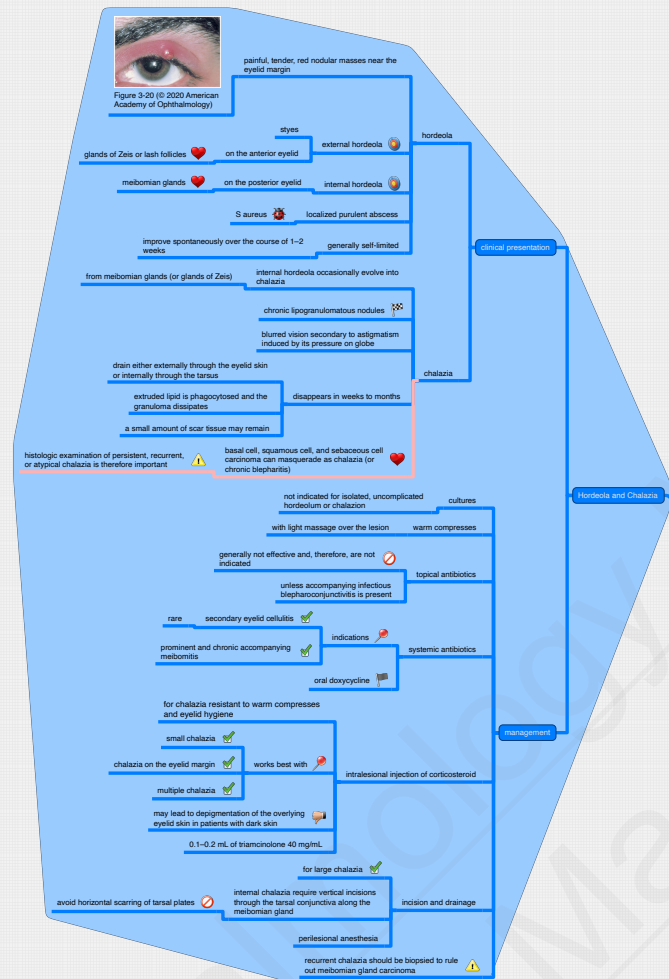 painful, tender, red nodular masses near the
eyelid margin
Figure 3-20 (© 2020 American
Academy of Ophthalmology)
hordeola
styes
external hordeola
glands of Zeis or lash follicles
on the anterior eyelid
meibomian glands
on the posterior eyelid
internal hordeola
S aureus
localized purulent abscess
improve spontaneously over the course of 1–2
weeks
generally self-limited
clinical presentation
from meibomian glands (or glands of Zeis)
internal hordeola occasionally evolve into
chalazia
chronic lipogranulomatous nodules
blurred vision secondary to astigmatism
induced by its pressure on globe
chalazia
drain either externally through the eyelid skin
or internally through the tarsus
extruded lipid is phagocytosed and the
granuloma dissipates
disappears in weeks to months
a small amount of scar tissue may remain
histologic examination of persistent, recurrent,
or atypical chalazia is therefore important
basal cell, squamous cell, and sebaceous cell
carcinoma can masquerade as chalazia (or
chronic blepharitis)
Hordeola and Chalazia
not indicated for isolated, uncomplicated
hordeolum or chalazion
cultures
with light massage over the lesion
warm compresses
generally not effective and, therefore, are not
indicated
topical antibiotics
unless accompanying infectious
blepharoconjunctivitis is present
rare
secondary eyelid cellulitis
indications
prominent and chronic accompanying
meibomitis
systemic antibiotics
oral doxycycline
for chalazia resistant to warm compresses
and eyelid hygiene
management
small chalazia
chalazia on the eyelid margin
works best with
multiple chalazia
intralesional injection of corticosteroid
may lead to depigmentation of the overlying
eyelid skin in patients with dark skin
0.1–0.2 mL of triamcinolone 40 mg/mL
for large chalazia
avoid horizontal scarring of tarsal plates
internal chalazia require vertical incisions
through the tarsal conjunctiva along the
meibomian gland
incision and drainage
perilesional anesthesia
recurrent chalazia should be biopsied to rule
out meibomian gland carcinoma